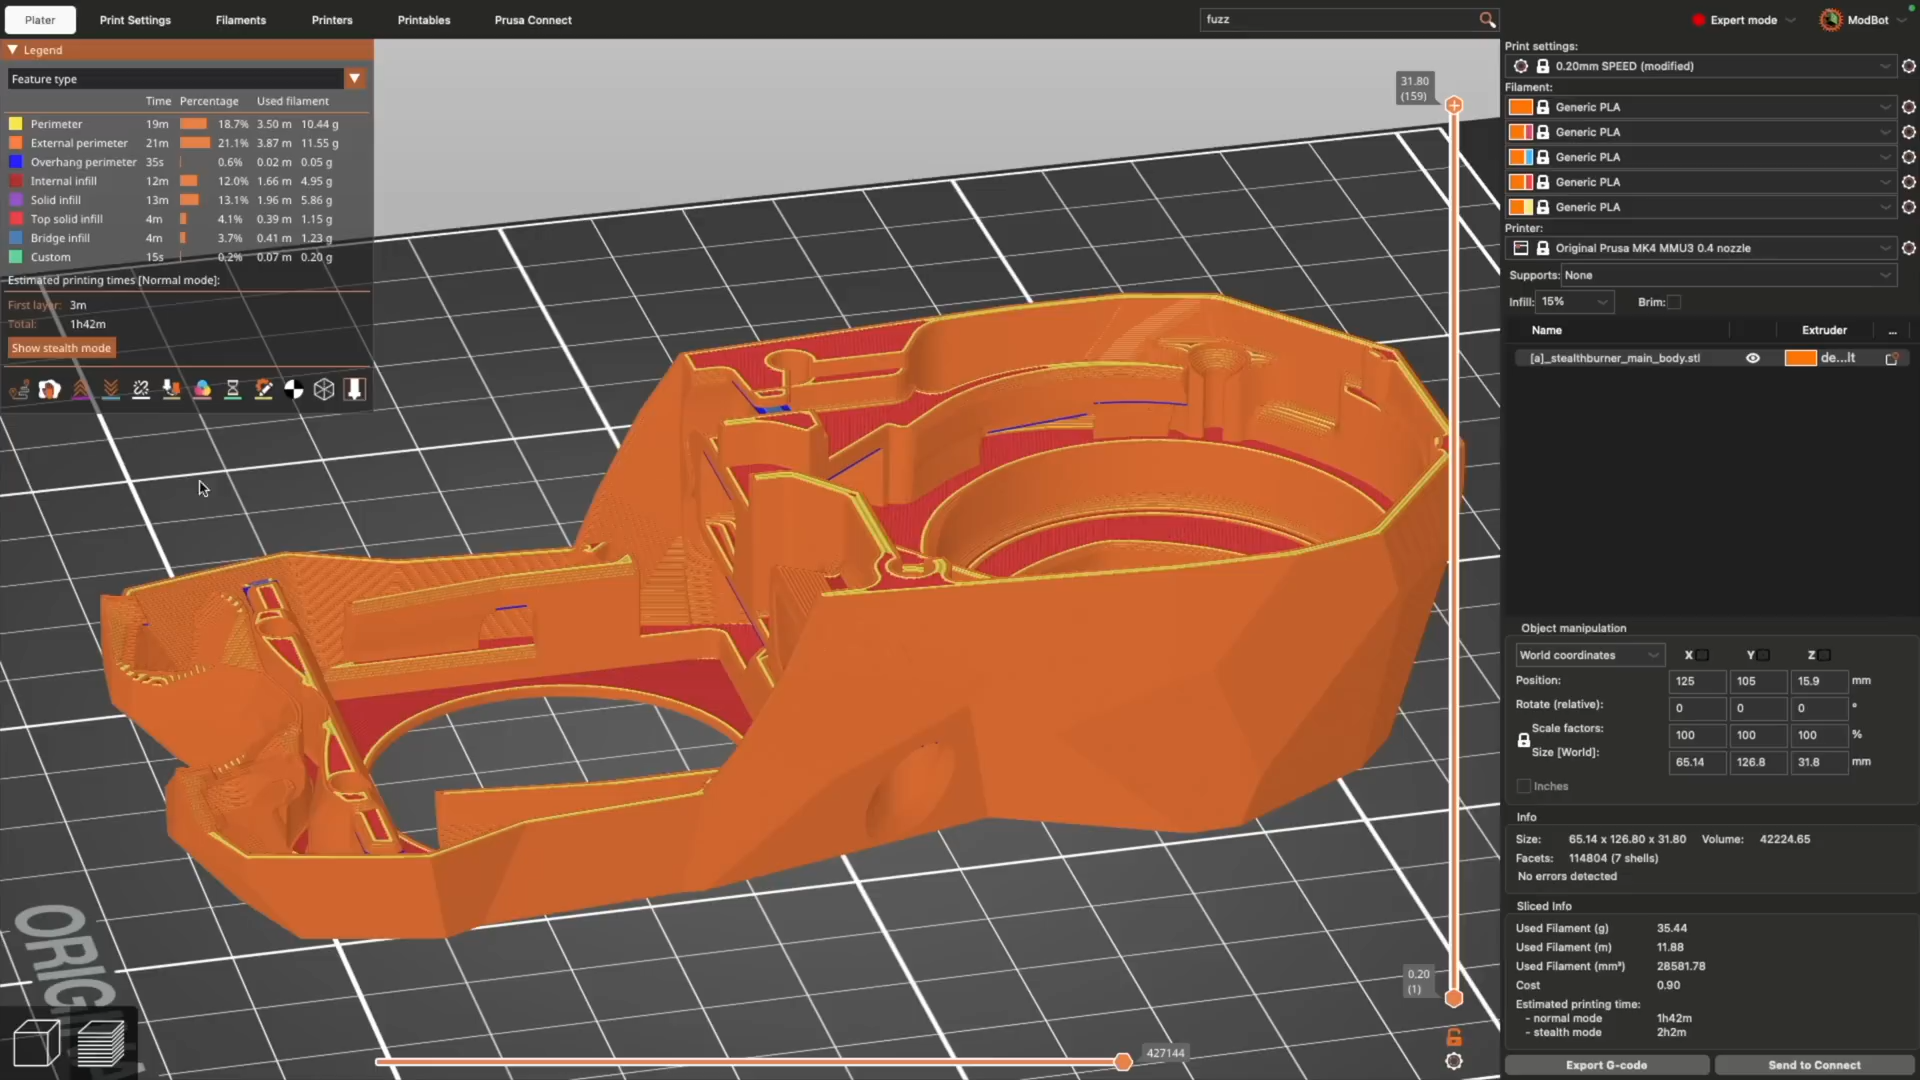 Plater
Print Settings
Filaments
Printers
Printables
Prusa Connect
fuzz
Expert mode
ModBot
Legend
Feature type
Time Percentage Used filament
Perimeter 19m 18.7% 3.50 m 10.44 g
External perimeter 21m 21.1% 3.87 m 11.55 g
Overhang perimeter 35s 0.6% 0.02 m 0.05 g
Internal infill 12m 12.0% 1.66 m 4.95 g
Solid infill 13m 13.1% 1.96 m 5.86 g
Top solid infill 4m 4.1% 0.39 m 1.15 g
Bridge infill 4m 3.7% 0.41 m 1.23 g
Custom 15s 0.2% 0.07 m 0.20 g
Estimated printing times [Normal mode]:
First layer: 3m
Total: 1h42m
Show stealth mode
31.80
(159)
0.20
(1)
427144
ORIGINA
Print settings:
0.20mm SPEED (modified)
Filament:
Generic PLA
Generic PLA
Generic PLA
Generic PLA
Generic PLA
Printer:
Original Prusa MK4 MMU3 0.4 nozzle
Supports: None
Infill: 15% Brim:
Name Extruder ...
[a]_stealthburner_main_body.stl de...lt
Object manipulation
World coordinates X Y Z
Position: 125 105 15.9 mm
Rotate (relative): 0 0 0 °
Scale factors: 100 100 100 %
Size [World]: 65.14 126.8 31.8 mm
Inches
Info
Size: 65.14 x 126.80 x 31.80 Volume: 42224.65
Facets: 114804 (7 shells)
No errors detected
Sliced Info
Used Filament (g) 35.44
Used Filament (m) 11.88
Used Filament (mm³) 28581.78
Cost 0.90
Estimated printing time:
- normal mode 1h42m
- stealth mode 2h2m
Export G-code
Send to Connect